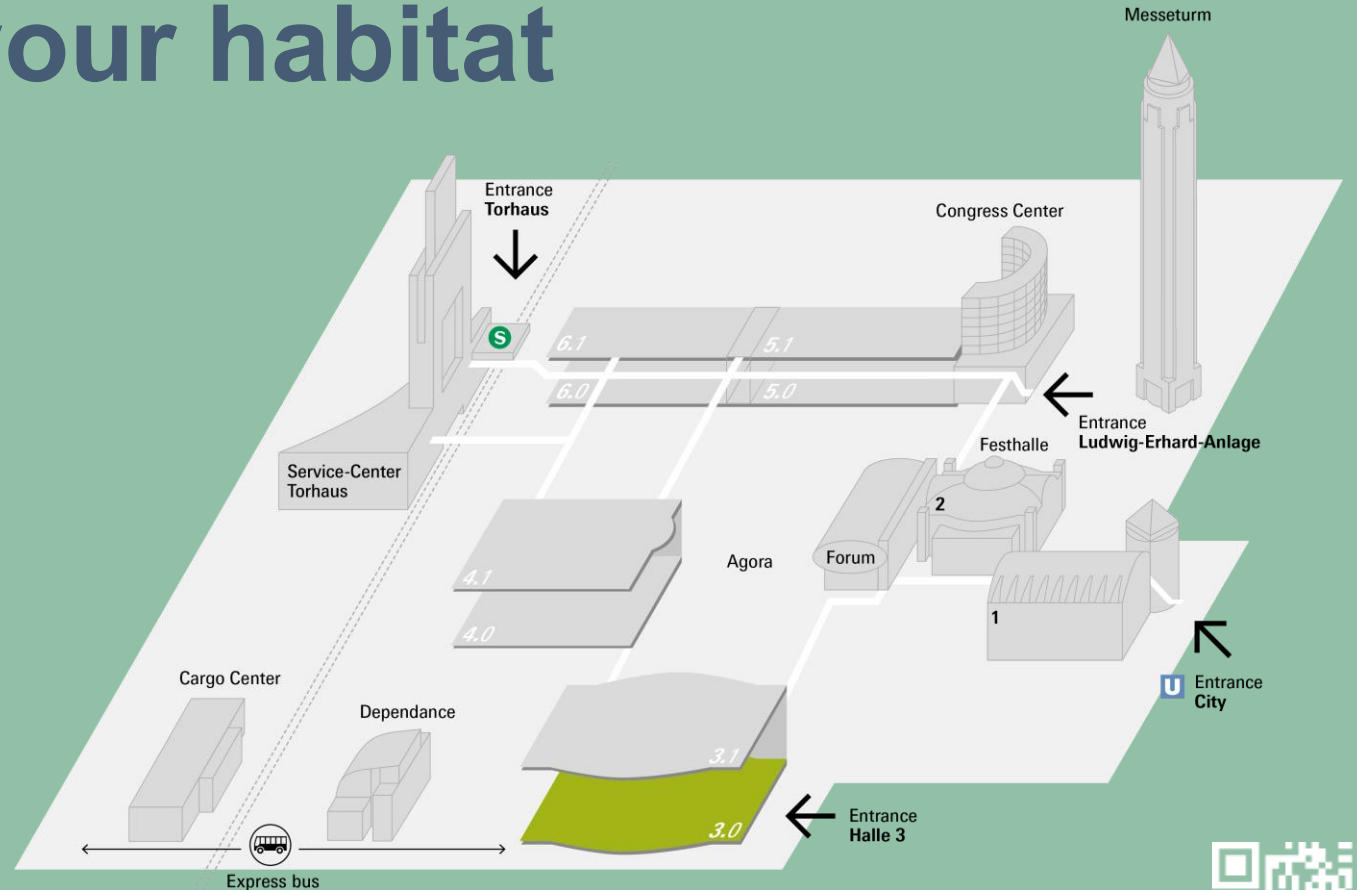 our habitat
Messeturm
Entrance
Torhaus
Congress Center
S
6.1
5.1
6.0
5.0
Entrance
Ludwig-Erhard-Anlage
Festhalle
Service-Center
Torhaus
2
4.1
Agora
Forum
1
4.0
Cargo Center
U
Entrance
City
Dependance
3.1
3.0
Entrance
Halle 3
Express bus